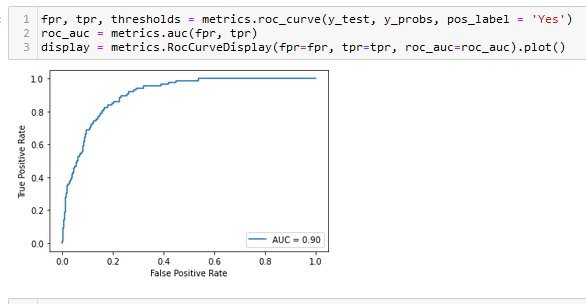 1 fpr, tpr, thresholds = metrics.roc_curve(y_test, y_probs, pos_label = 'Yes')
2 roc_auc = metrics.auc(fpr, tpr)
3 display = metrics.RocCurveDisplay(fpr=fpr, tpr=tpr, roc_auc=roc_auc).plot()
1.0
0.8
0.6
0.4
0.2
0.0
True Positive Rate
AUC = 0.90
0.0 0.2 0.4 0.6 0.8 1.0
False Positive Rate